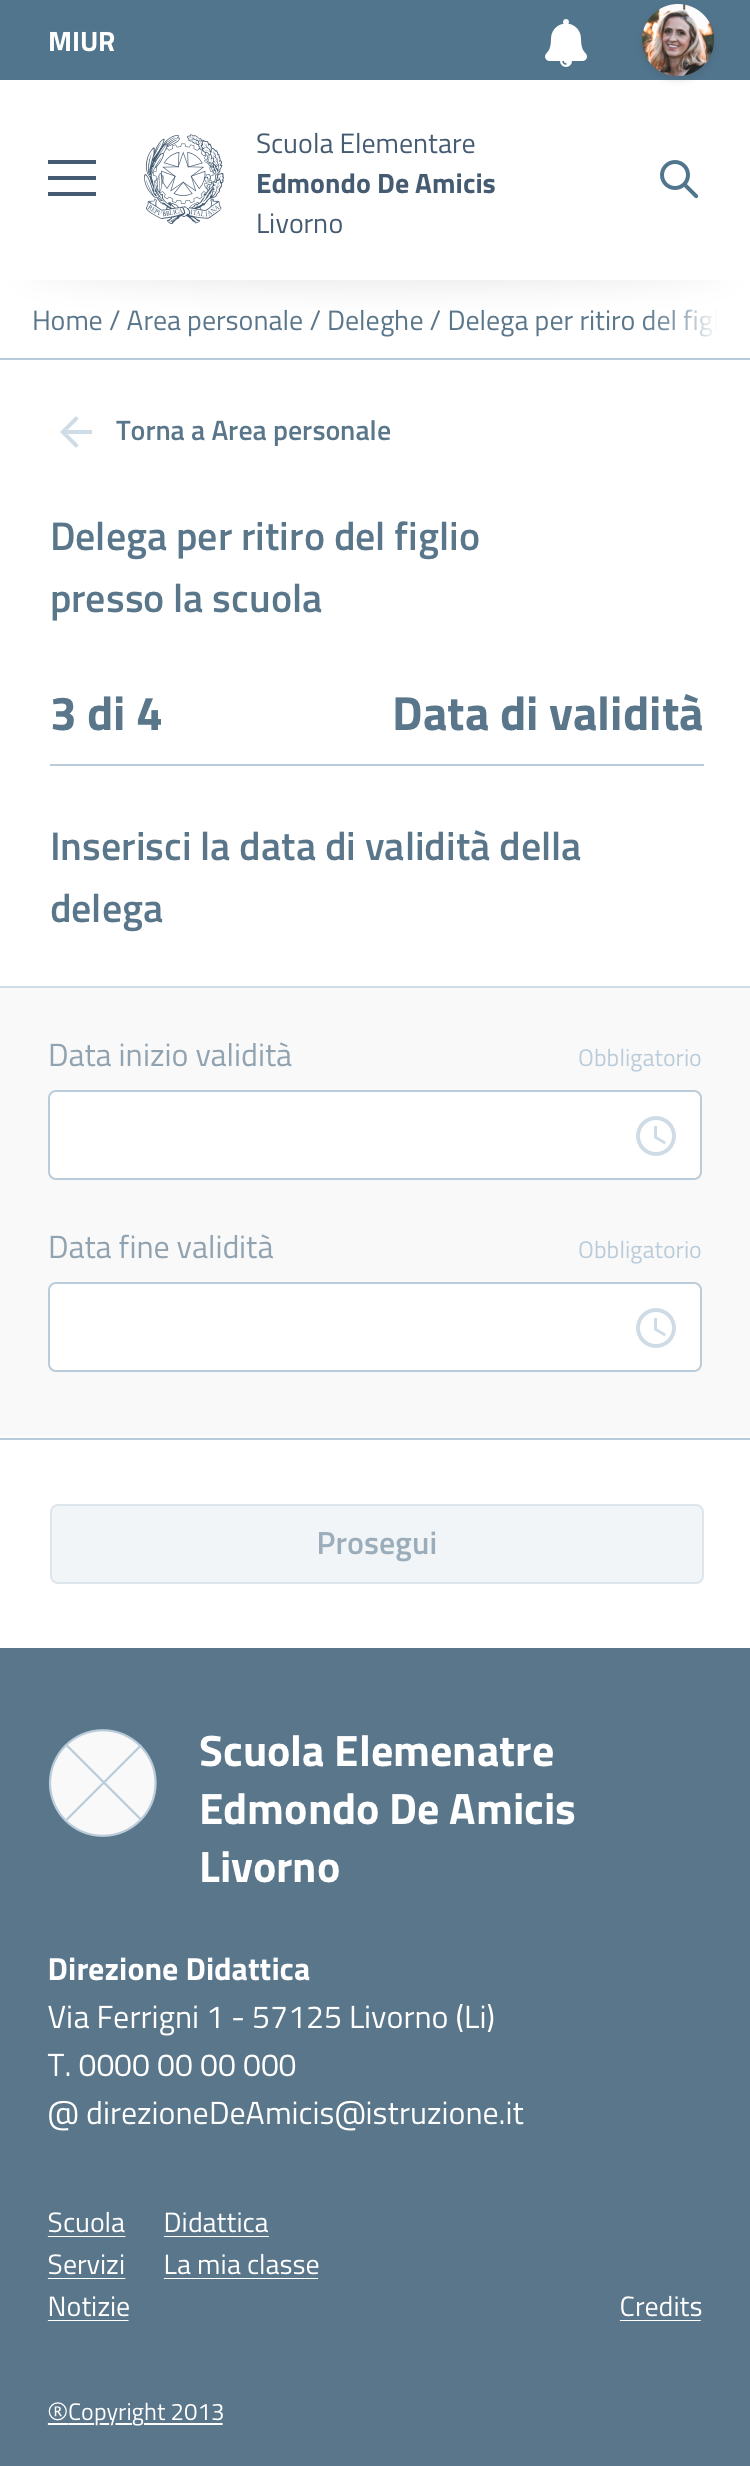 MIUR
Scuola Elementare
Edmondo De Amicis
Livorno
Home / Area personale / Deleghe / Delega per ritiro del figl
Torna a Area personale
Delega per ritiro del figlio
presso la scuola
3 di 4 Data di validità
Inserisci la data di validità della
delega
Data inizio validità Obbligatorio
Data fine validità Obbligatorio
Prosegui
Scuola Elemenatre
Edmondo De Amicis
Livorno
Direzione Didattica
Via Ferrigni 1 - 57125 Livorno (Li)
T. 0000 00 00 000
@ direzioneDeAmicis@istruzione.it
Scuola Didattica
Servizi La mia classe
Notizie Credits
®Copyright 2013